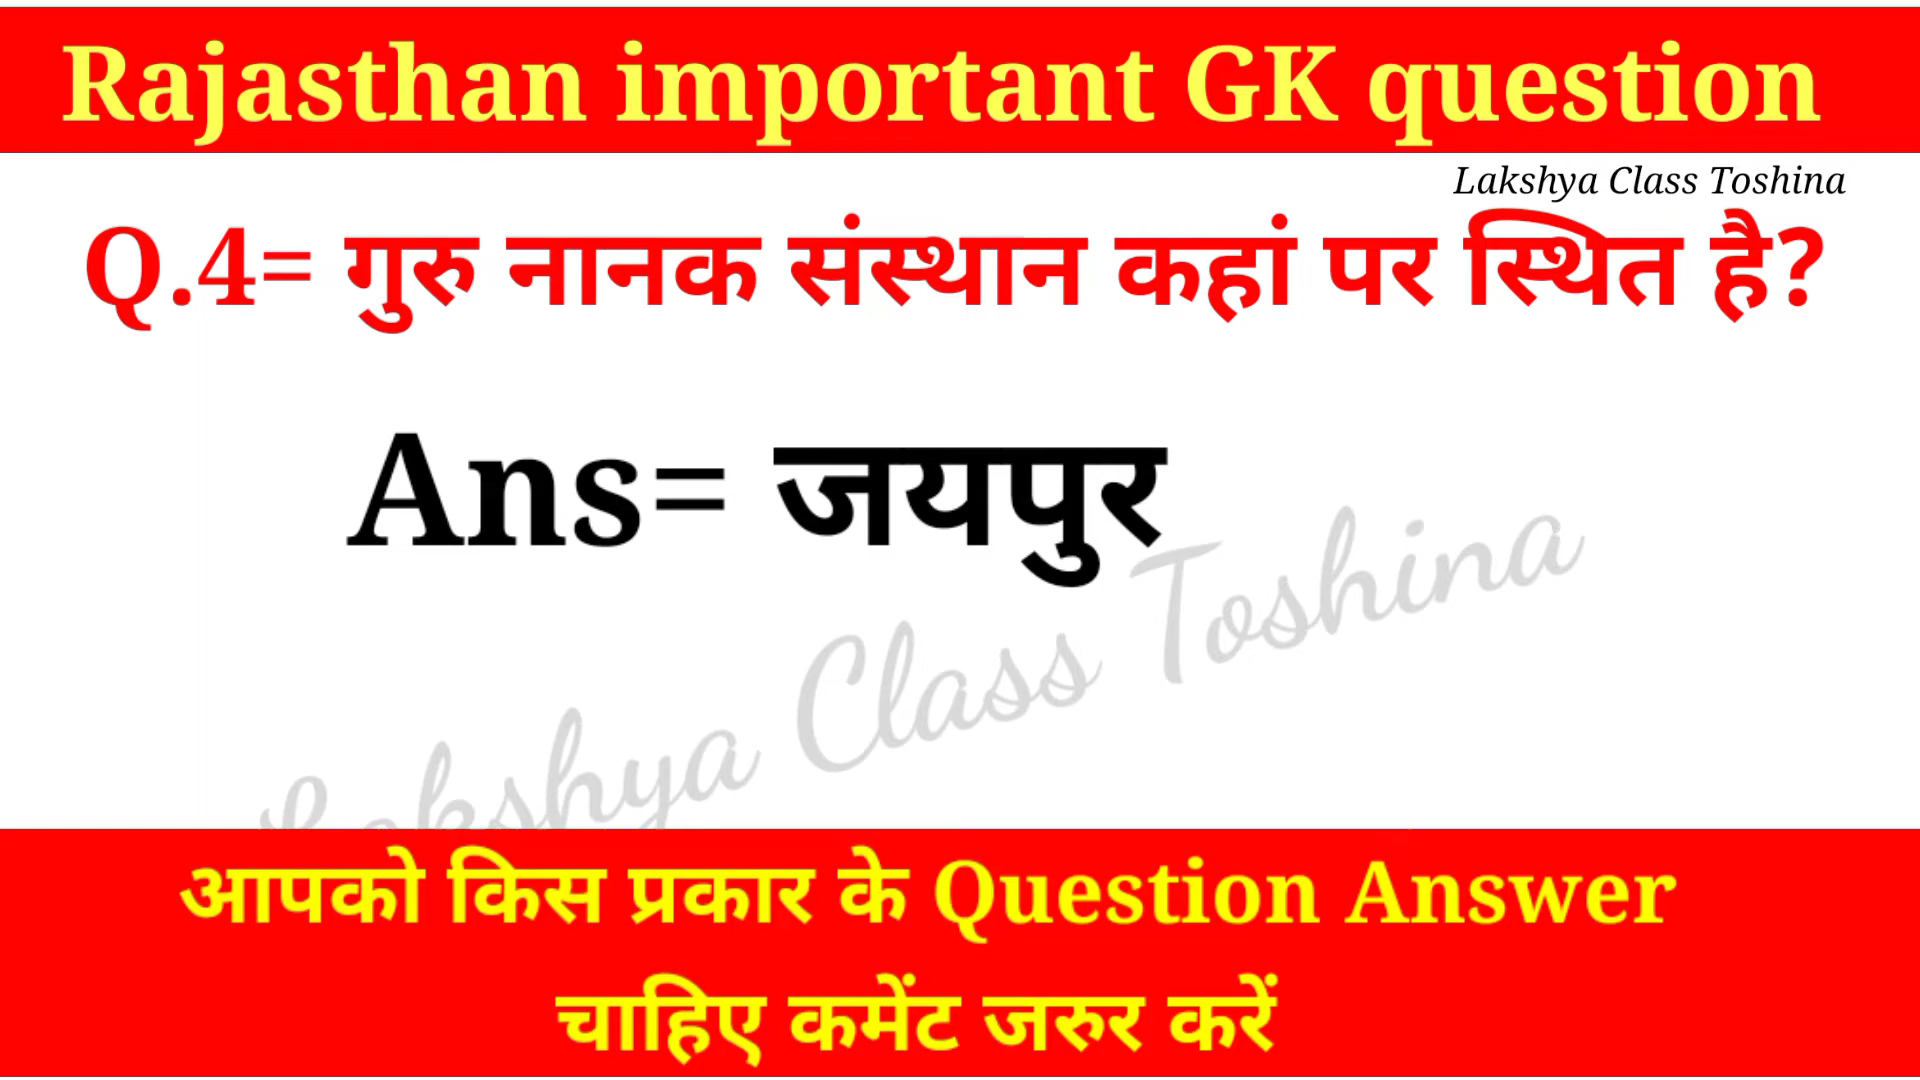 Rajasthan important GK question
Lakshya Class Toshina
Q.4= गुरु नानक संस्थान कहां पर स्थित है?
Ans= जयपुर
Lakshya Class Toshina
आपको किस प्रकार के Question Answer
चाहिए कमेंट जरुर करें